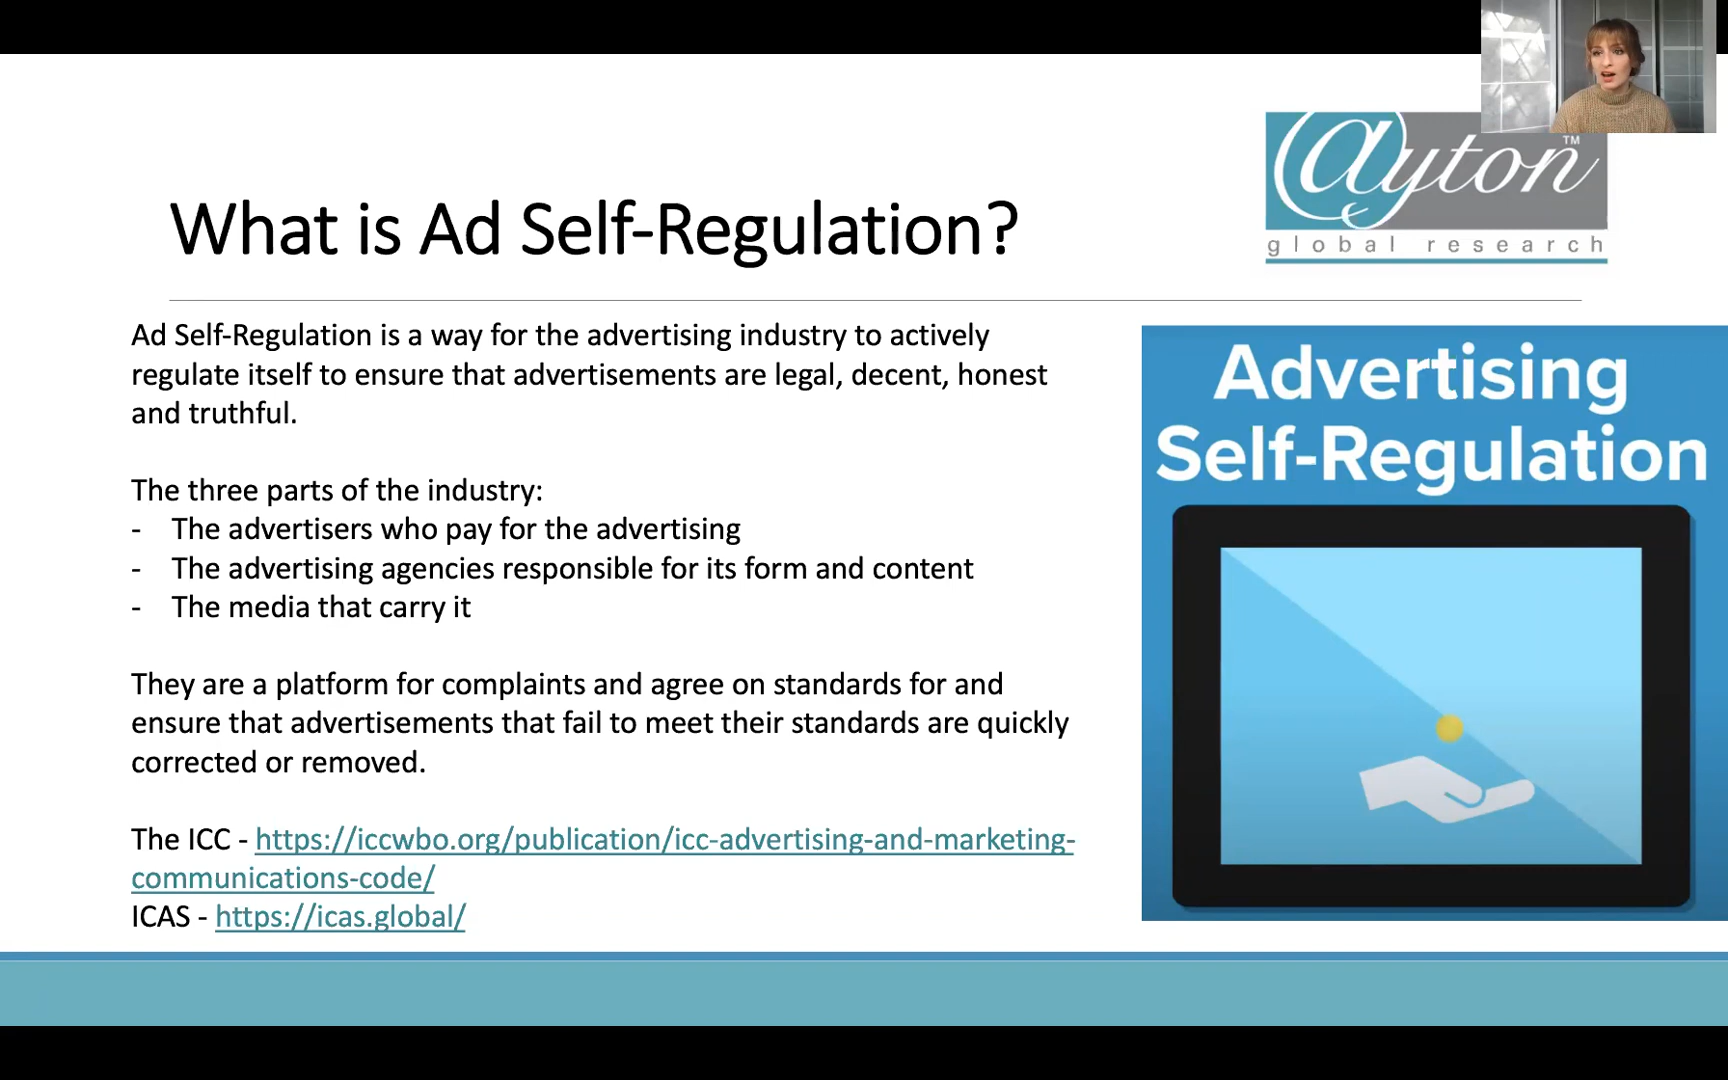 What is Ad Self-Regulation?
@yton™
global research
Ad Self-Regulation is a way for the advertising industry to actively
regulate itself to ensure that advertisements are legal, decent, honest
and truthful.
The three parts of the industry:
- The advertisers who pay for the advertising
- The advertising agencies responsible for its form and content
- The media that carry it
They are a platform for complaints and agree on standards for and
ensure that advertisements that fail to meet their standards are quickly
corrected or removed.
The ICC - https://iccwbo.org/publication/icc-advertising-and-marketing-
communications-code/
ICAS - https://icas.global/
Advertising
Self-Regulation